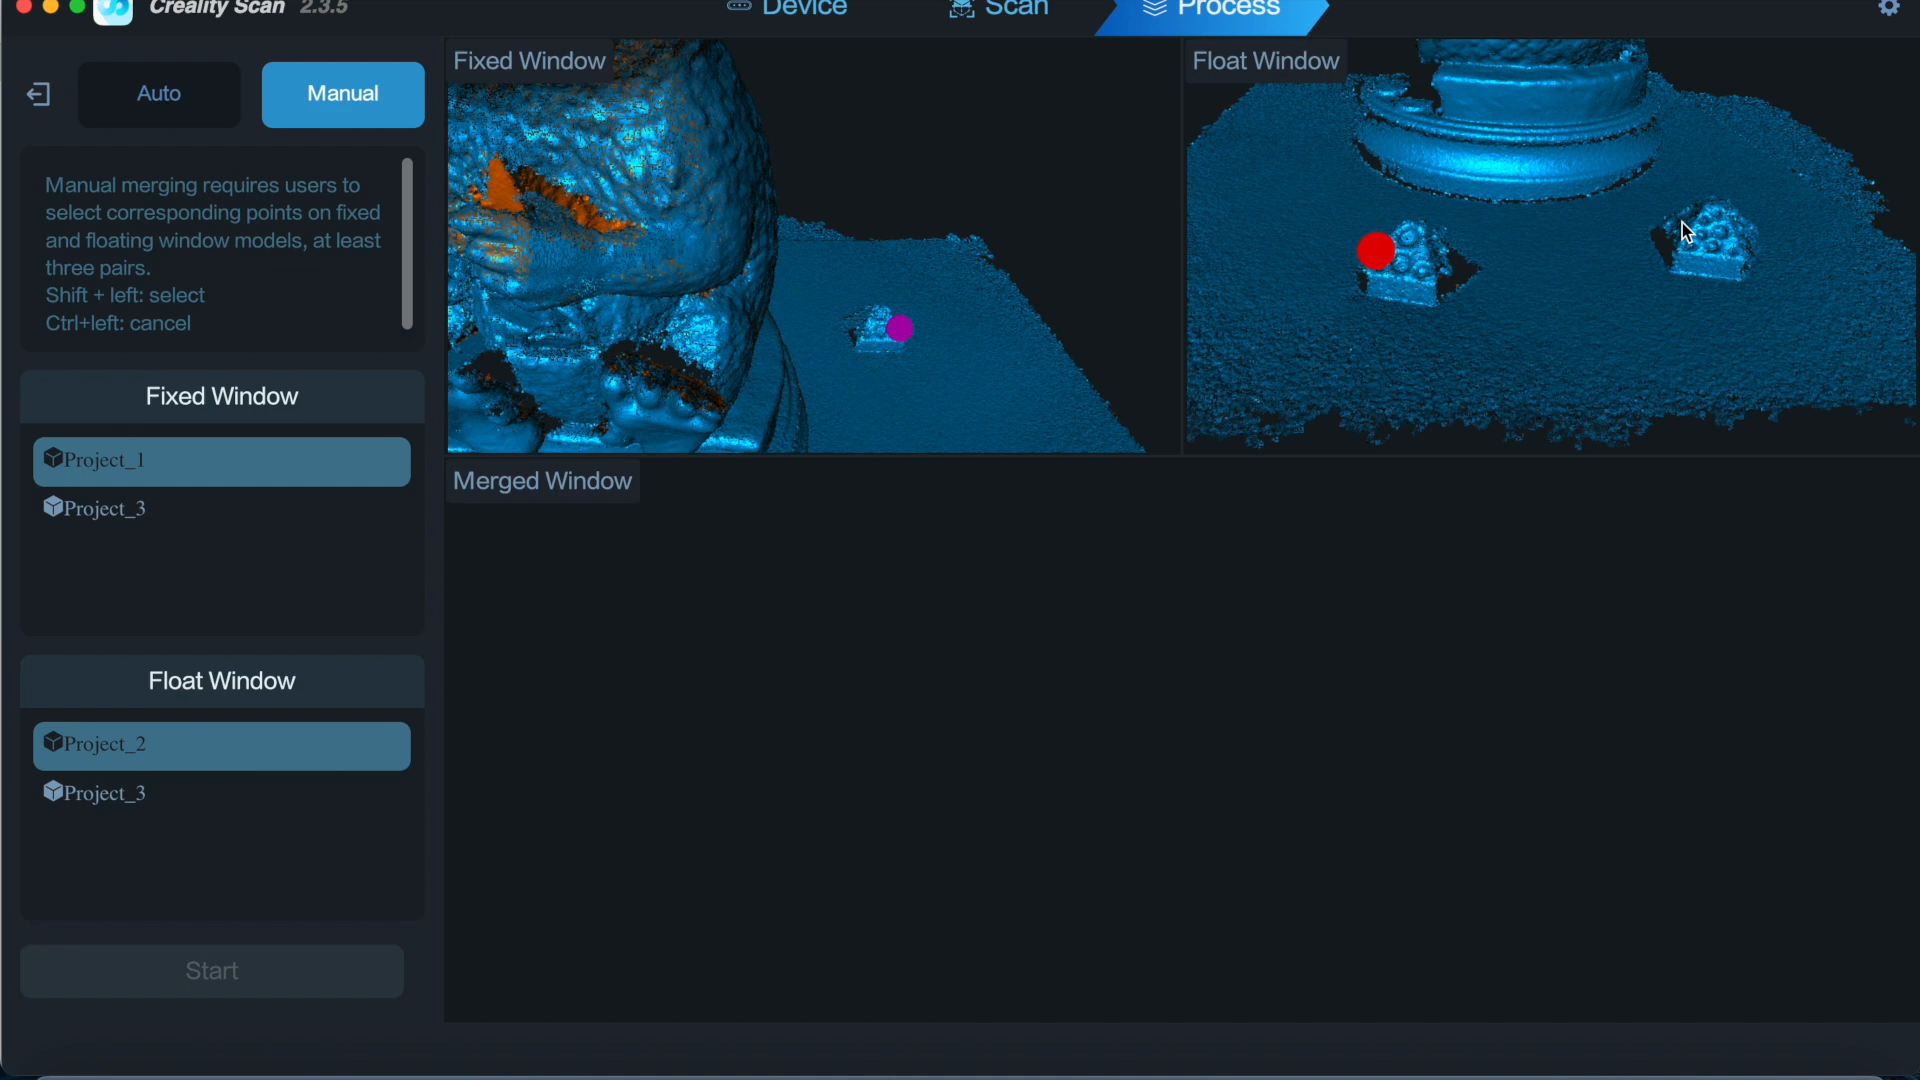 Creality Scan 2.3.5
Device
Scan
Process
Auto
Manual
Manual merging requires users to
select corresponding points on fixed
and floating window models, at least
three pairs.
Shift + left: select
Ctrl+left: cancel
Fixed Window
Project_1
Project_3
Float Window
Project_2
Project_3
Start
Fixed Window
Float Window
Merged Window